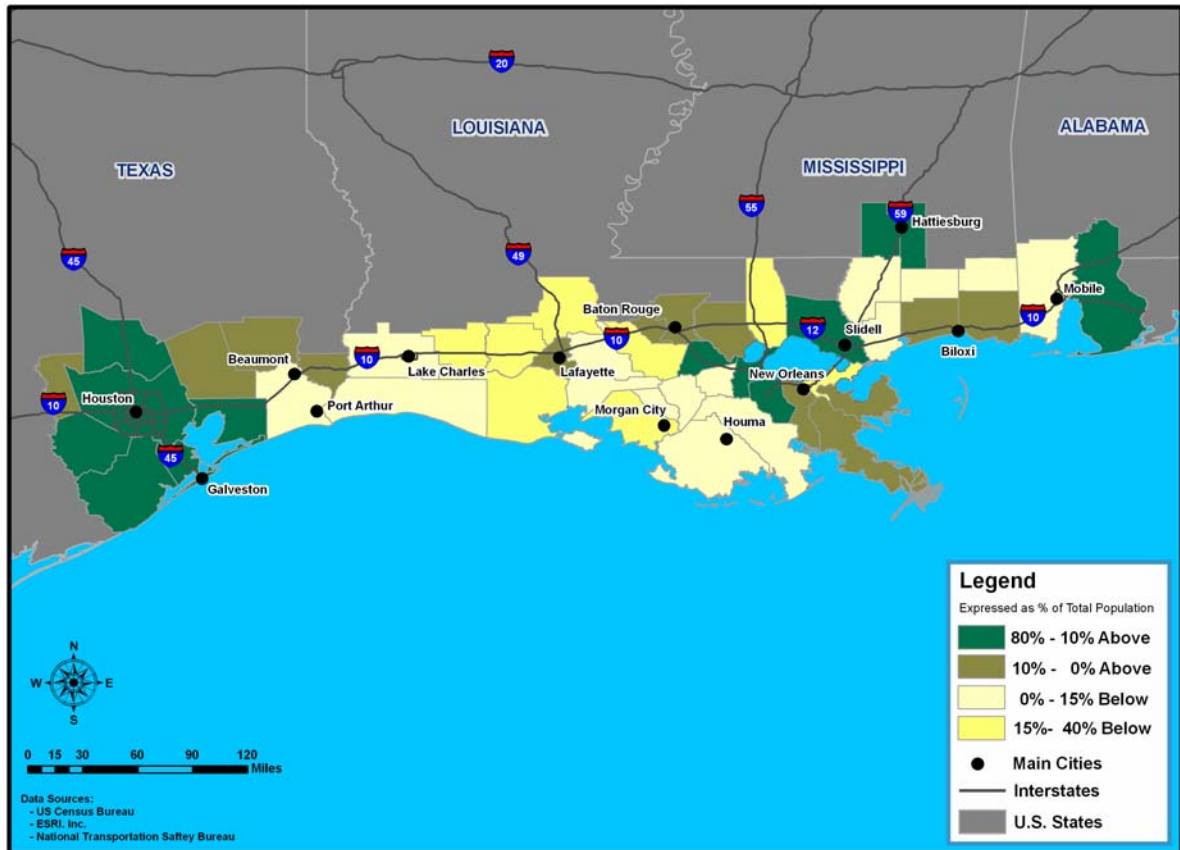 20
LOUISIANA
ALABAMA
TEXAS
MISSISSIPPI
55
59
Hattiesburg
45
49
Baton Rouge
Mobile
10
12
Slidell
10
Beaumont
10
Biloxi
Lake Charles
Lafayette
New Orleans
10
Houston
Port Arthur
Morgan City
Houma
45
Galveston
Legend
Expressed as % of Total Population
80% - 10% Above
10% - 0% Above
0% - 15% Below
15%- 40% Below
Main Cities
Interstates
U.S. States
N
W E
S
0 15 30 60 90 120
Miles
Data Sources:
- US Census Bureau
- ESRI. Inc.
- National Transportation Saftey Bureau